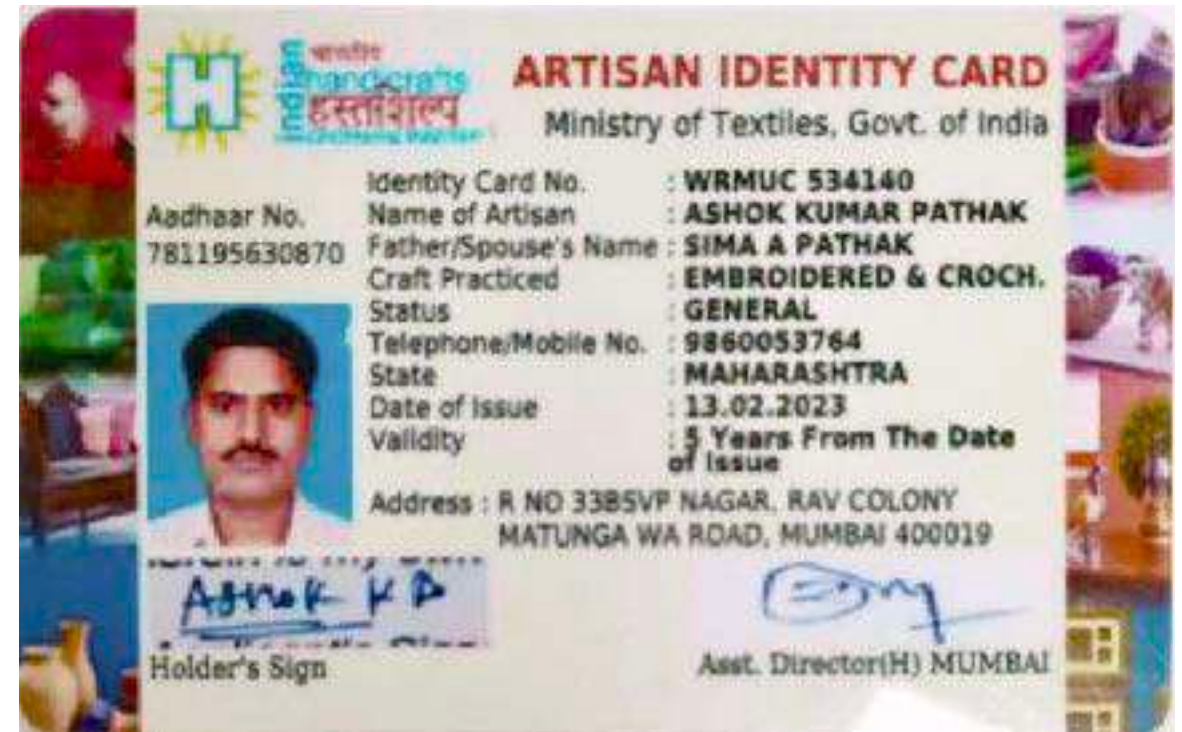 भारतीय
Indian handicrafts
हस्तशिल्प
ARTISAN IDENTITY CARD
Ministry of Textiles, Govt. of India
Identity Card No. : WRMUC 534140
Aadhaar No.
781195630870
Name of Artisan : ASHOK KUMAR PATHAK
Father/Spouse's Name : SIMA A PATHAK
Craft Practiced : EMBROIDERED & CROCH.
Status : GENERAL
Telephone/Mobile No. : 9860053764
State : MAHARASHTRA
Date of Issue : 13.02.2023
Validity : 5 Years From The Date
of Issue
Address : R NO 33BSVP NAGAR, RAV COLONY
MATUNGA WA ROAD, MUMBAI 400019
Ashok K P
Holder's Sign
Asst. Director(H) MUMBAI